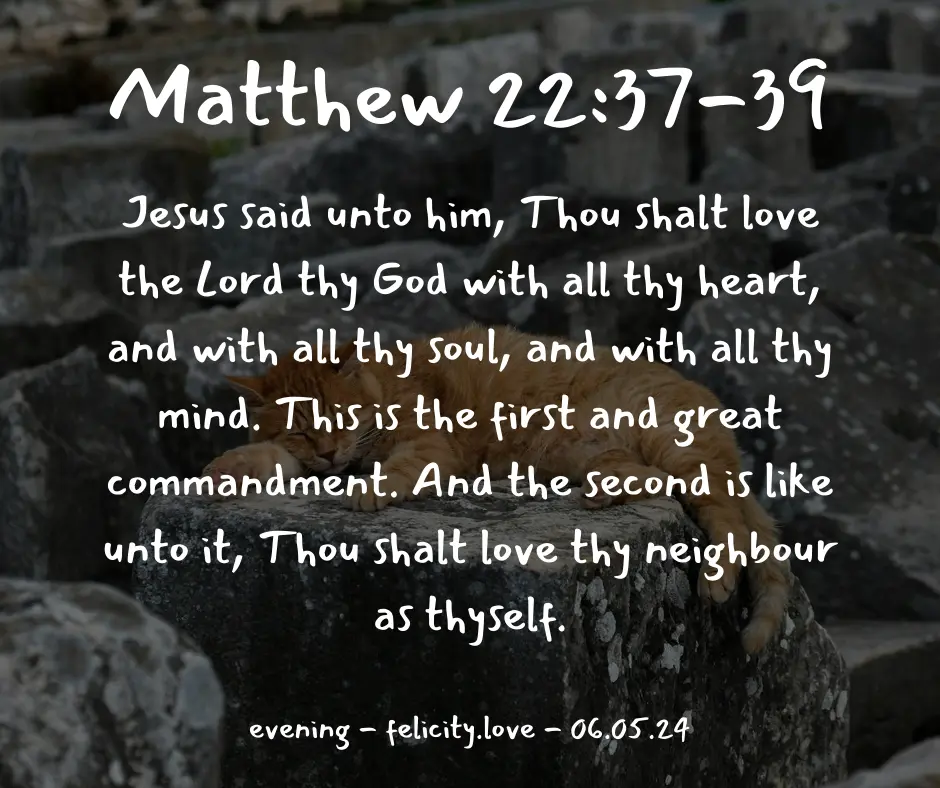 Matthew 22:37-39
Jesus said unto him, Thou shalt love
the Lord thy God with all thy heart,
and with all thy soul, and with all thy
mind. This is the first and great
commandment. And the second is like
unto it, Thou shalt love thy neighbour
as thyself.
evening - felicity.love - 06.05.24